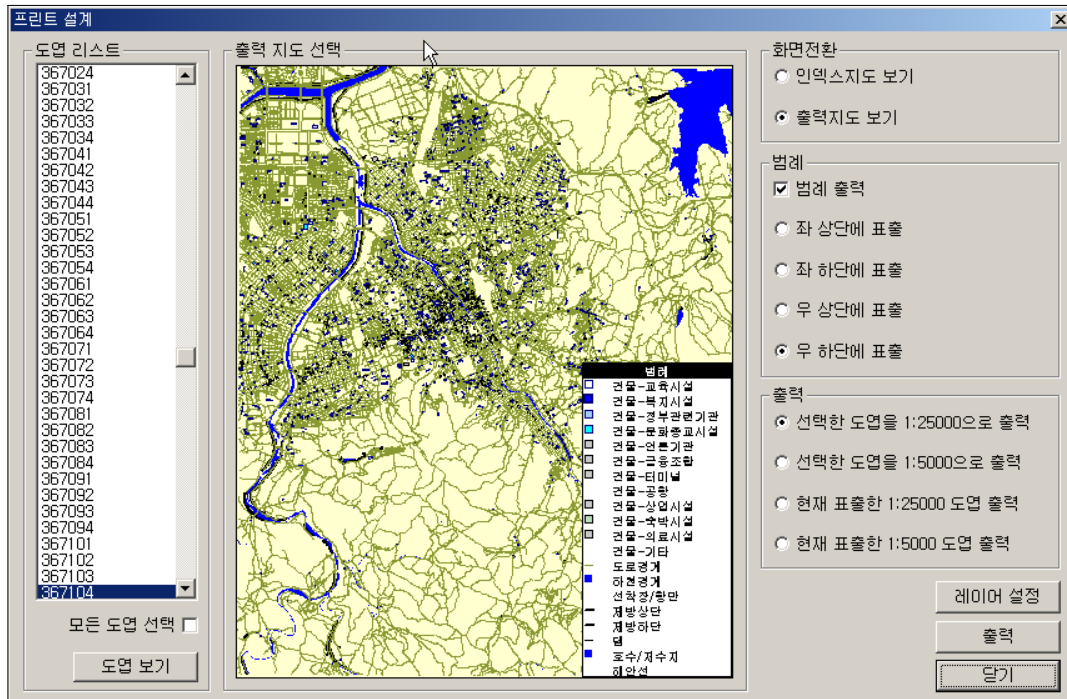 프린트 설계
도엽 리스트
367024
367031
367032
367033
367034
367041
367042
367043
367044
367051
367052
367053
367054
367061
367062
367063
367064
367071
367072
367073
367074
367081
367082
367083
367084
367091
367092
367093
367094
367101
367102
367103
367104
모든 도엽 선택
도엽 보기
출력 지도 선택
범례
건물-교육시설
건물-복지시설
건물-정부관련기관
건물-문화종교시설
건물-언론기관
건물-금융조합
건물-터미널
건물-공항
건물-상업시설
건물-숙박시설
건물-의료시설
건물-기타
도로경계
하천경계
선착장/항만
제방상단
제방하단
댐
호수/저수지
해안선
화면전환
인덱스지도 보기
출력지도 보기
범례
범례 출력
좌 상단에 표출
좌 하단에 표출
우 상단에 표출
우 하단에 표출
출력
선택한 도엽을 1:25000으로 출력
선택한 도엽을 1:5000으로 출력
현재 표출한 1:25000 도엽 출력
현재 표출한 1:5000 도엽 출력
레이어 설정
출력
닫기